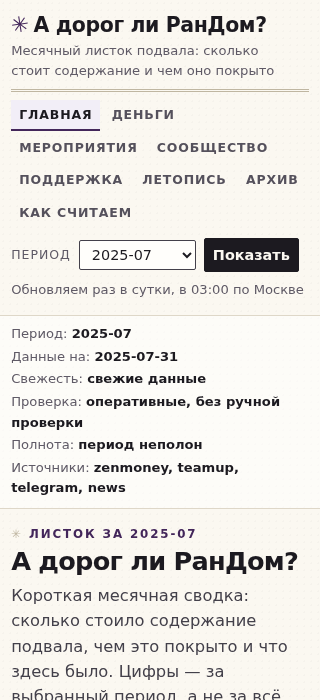 ✳ А дорог ли РанДом?
Месячный листок подвала: сколько
стоит содержание и чем оно покрыто
ГЛАВНАЯ ДЕНЬГИ
МЕРОПРИЯТИЯ СООБЩЕСТВО
ПОДДЕРЖКА ЛЕТОПИСЬ АРХИВ
КАК СЧИТАЕМ
ПЕРИОД 2025-07 Показать
Обновляем раз в сутки, в 03:00 по Москве
Период: 2025-07
Данные на: 2025-07-31
Свежесть: свежие данные
Проверка: оперативные, без ручной
проверки
Полнота: период неполон
Источники: zenmoney, teamup,
telegram, news
✳ ЛИСТОК ЗА 2025-07
А дорог ли РанДом?
Короткая месячная сводка:
сколько стоило содержание
подвала, чем это покрыто и что
здесь было. Цифры — за
выбранный период, а не за всё